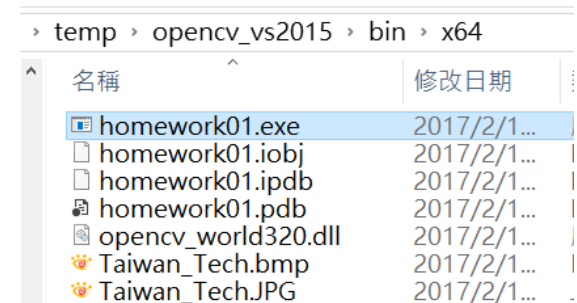 temp › opencv_vs2015 › bin › x64
名稱 修改日期
homework01.exe 2017/2/1...
homework01.iobj 2017/2/1...
homework01.ipdb 2017/2/1...
homework01.pdb 2017/2/1...
opencv_world320.dll 2017/2/1...
Taiwan_Tech.bmp 2017/2/1...
Taiwan_Tech.JPG 2017/2/1...